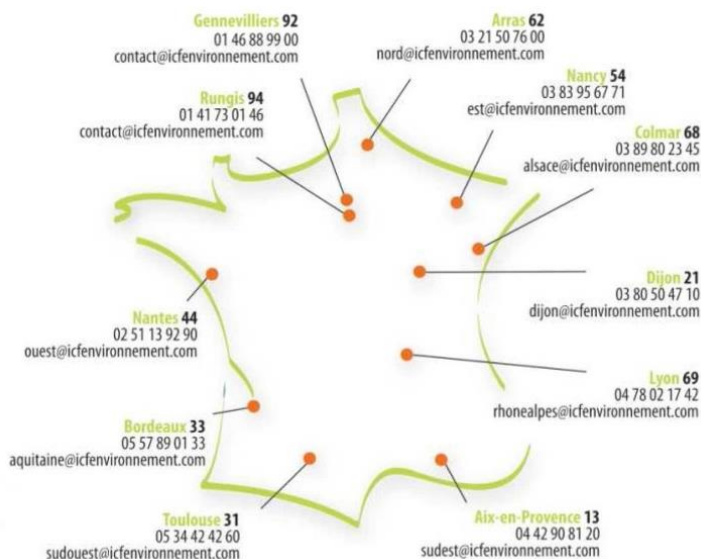 Gennevilliers 92
01 46 88 99 00
contact@icfenvironnement.com
Arras 62
03 21 50 76 00
nord@icfenvironnement.com
Nancy 54
03 83 95 67 71
est@icfenvironnement.com
Rungis 94
01 41 73 01 46
contact@icfenvironnement.com
Colmar 68
03 89 80 23 45
alsace@icfenvironnement.com
Dijon 21
03 80 50 47 10
dijon@icfenvironnement.com
Nantes 44
02 51 13 92 90
ouest@icfenvironnement.com
Lyon 69
04 78 02 17 42
rhonealpes@icfenvironnement.com
Bordeaux 33
05 57 89 01 33
aquitaine@icfenvironnement.com
Toulouse 31
05 34 42 42 60
sudouest@icfenvironnement.com
Aix-en-Provence 13
04 42 90 81 20
sudest@icfenvironnement.com